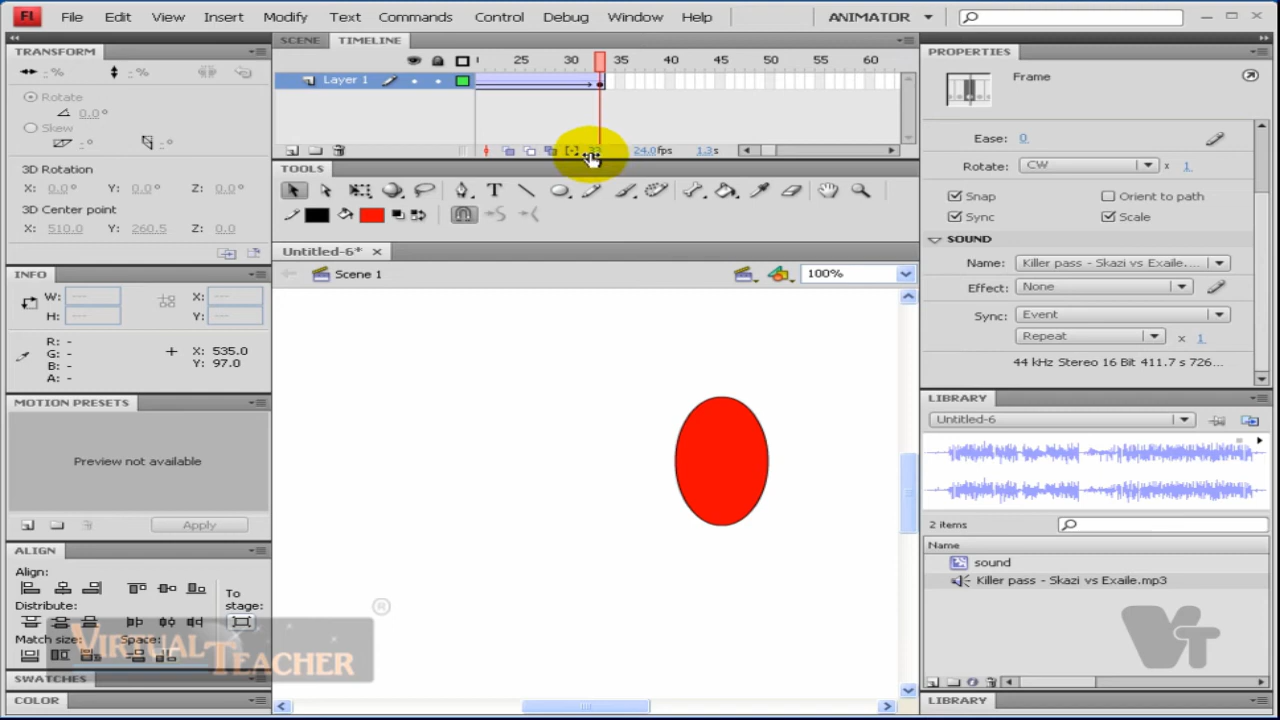 Fl File Edit View Insert Modify Text Commands Control Debug Window Help ANIMATOR
TRANSFORM
-% -%
Rotate
0.0°
Skew
-° -°
3D Rotation
X: 0.0° Y: 0.0° Z: 0.0°
3D Center point
X: 510.0 Y: 260.5 Z: 0.0
INFO
W: --- X: ---
H: --- Y: ---
R: -
G: -
B: -
A: -
X: 535.0
Y: 97.0
MOTION PRESETS
Preview not available
Apply
ALIGN
Align:
Distribute:
Match size: Space:
To stage:
SWATCHES
COLOR
SCENE TIMELINE
25 30 35 40 45 50 55 60
Layer 1
24.0fps 1.3s
TOOLS
T
Untitled-6*
Scene 1
100%
PROPERTIES
Frame
Ease: 0
Rotate: CW x 1
Snap Orient to path
Sync Scale
SOUND
Name: Killer pass - Skazi vs Exaile....
Effect: None
Sync: Event
Repeat x 1
44 kHz Stereo 16 Bit 411.7 s 726...
LIBRARY
Untitled-6
2 items
Name
sound
Killer pass - Skazi vs Exaile.mp3
LIBRARY
VIRTUAL TEACHER ®
VT